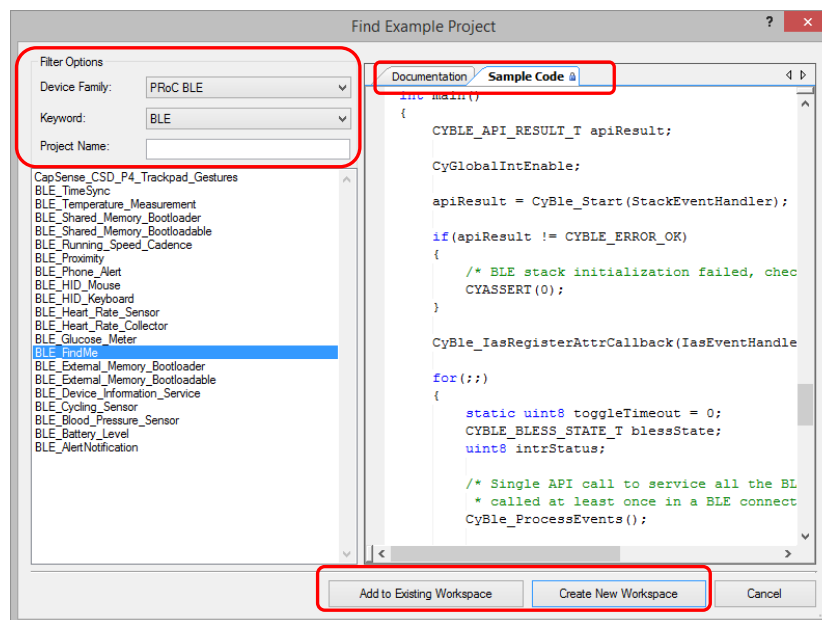 Find Example Project
?
Filter Options
Device Family: PRoC BLE
Keyword: BLE
Project Name:
CapSense_CSD_P4_Trackpad_Gestures
BLE_TimeSync
BLE_Temperature_Measurement
BLE_Shared_Memory_Bootloader
BLE_Shared_Memory_Bootloadable
BLE_Running_Speed_Cadence
BLE_Proximity
BLE_Phone_Alert
BLE_HID_Mouse
BLE_HID_Keyboard
BLE_Heart_Rate_Sensor
BLE_Heart_Rate_Collector
BLE_Glucose_Meter
BLE_FindMe
BLE_External_Memory_Bootloader
BLE_External_Memory_Bootloadable
BLE_Device_Information_Service
BLE_Cycling_Sensor
BLE_Blood_Pressure_Sensor
BLE_Battery_Level
BLE_AlertNotification
Documentation Sample Code
int main()
{
CYBLE_API_RESULT_T apiResult;
CyGlobalIntEnable;
apiResult = CyBle_Start(StackEventHandler);
if(apiResult != CYBLE_ERROR_OK)
{
/* BLE stack initialization failed, chec
CYASSERT(0);
}
CyBle_IasRegisterAttrCallback(IasEventHandle
for(;;)
{
static uint8 toggleTimeout = 0;
CYBLE_BLESS_STATE_T blessState;
uint8 intrStatus;
/* Single API call to service all the BL
* called at least once in a BLE connect
CyBle_ProcessEvents();
Add to Existing Workspace Create New Workspace Cancel